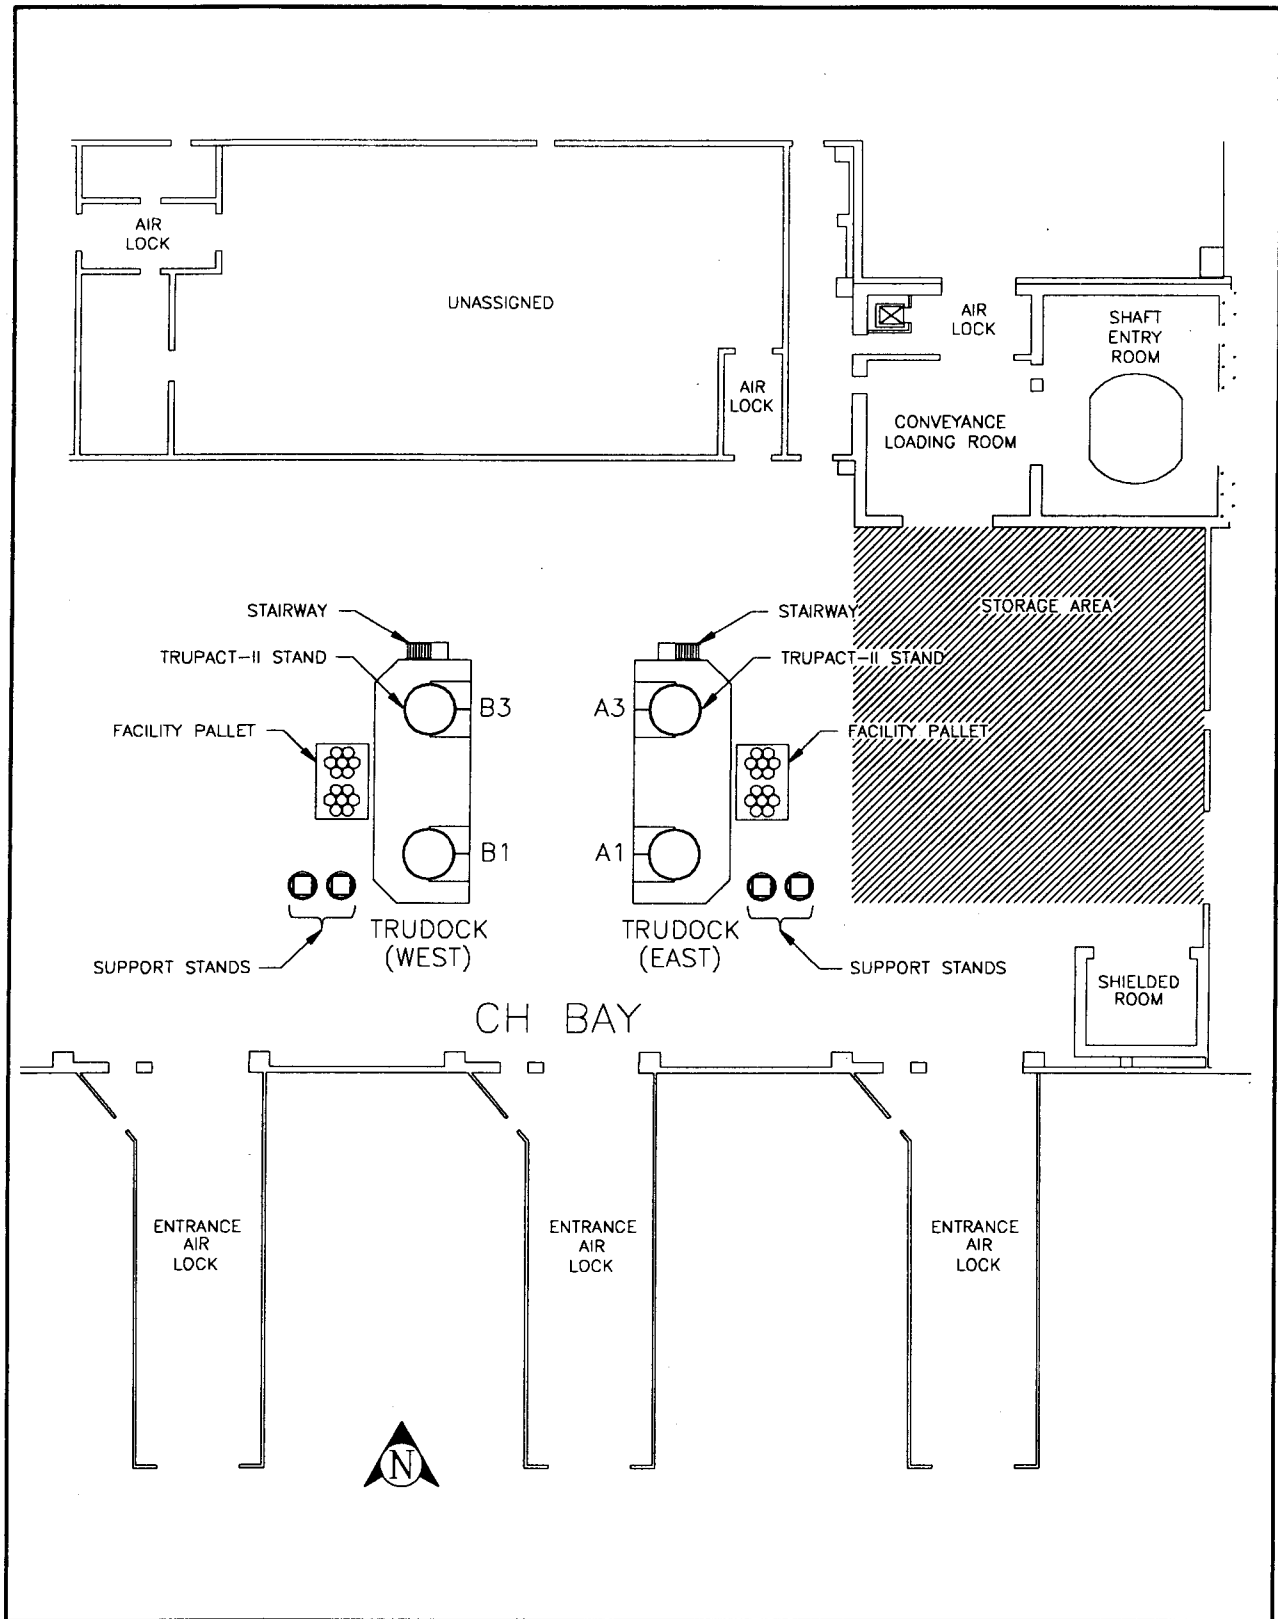 AIR
LOCK
UNASSIGNED
AIR
LOCK
AIR
LOCK
SHAFT
ENTRY
ROOM
CONVEYANCE
LOADING ROOM
STORAGE AREA
STAIRWAY
STAIRWAY
TRUPACT-II STAND
TRUPACT-II STAND
B3
A3
FACILITY PALLET
FACILITY PALLET
B1
A1
TRUDOCK
(WEST)
TRUDOCK
(EAST)
SUPPORT STANDS
SUPPORT STANDS
SHIELDED
ROOM
CH BAY
ENTRANCE
AIR
LOCK
ENTRANCE
AIR
LOCK
ENTRANCE
AIR
LOCK
N